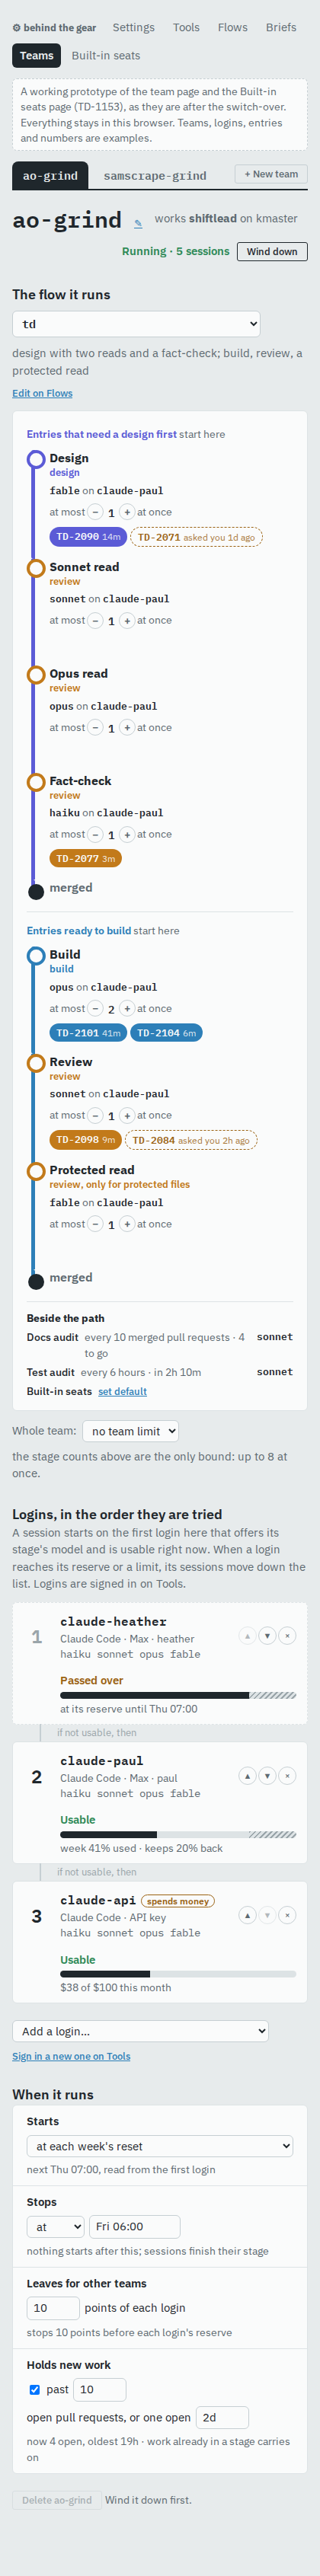 ⚙ behind the gear Settings Tools Flows Briefs
Teams Built-in seats
A working prototype of the team page and the Built-in
seats page (TD-1153), as they are after the switch-over.
Everything stays in this browser. Teams, logins, entries
and numbers are examples.
ao-grind samscrape-grind + New team
ao-grind ✎ works shiftlead on kmaster
Running · 5 sessions Wind down
The flow it runs
td
design with two reads and a fact-check; build, review, a
protected read
Edit on Flows
Entries that need a design first start here
Design
design
fable on claude-paul
at most − 1 + at once
TD-2090 14m TD-2071 asked you 1d ago
Sonnet read
review
sonnet on claude-paul
at most − 1 + at once
Opus read
review
opus on claude-paul
at most − 1 + at once
Fact-check
review
haiku on claude-paul
at most − 1 + at once
TD-2077 3m
merged
Entries ready to build start here
Build
build
opus on claude-paul
at most − 2 + at once
TD-2101 41m TD-2104 6m
Review
review
sonnet on claude-paul
at most − 1 + at once
TD-2098 9m TD-2084 asked you 2h ago
Protected read
review, only for protected files
fable on claude-paul
at most − 1 + at once
merged
Beside the path
Docs audit every 10 merged pull requests · 4 sonnet
to go
Test audit every 6 hours · in 2h 10m sonnet
Built-in seats set default
Whole team: no team limit
the stage counts above are the only bound: up to 8 at
once.
Logins, in the order they are tried
A session starts on the first login here that offers its
stage's model and is usable right now. When a login
reaches its reserve or a limit, its sessions move down the
list. Logins are signed in on Tools.
1 claude-heather ▲ ▼ ×
Claude Code · Max · heather
haiku sonnet opus fable
Passed over
at its reserve until Thu 07:00
if not usable, then
2 claude-paul ▲ ▼ ×
Claude Code · Max · paul
haiku sonnet opus fable
Usable
week 41% used · keeps 20% back
if not usable, then
3 claude-api spends money ▲ ▼ ×
Claude Code · API key
haiku sonnet opus fable
Usable
$38 of $100 this month
Add a login…
Sign in a new one on Tools
When it runs
Starts
at each week's reset
next Thu 07:00, read from the first login
Stops
at Fri 06:00
nothing starts after this; sessions finish their stage
Leaves for other teams
10 points of each login
stops 10 points before each login's reserve
Holds new work
past 10
open pull requests, or one open 2d
now 4 open, oldest 19h · work already in a stage carries
on
Delete ao-grind Wind it down first.